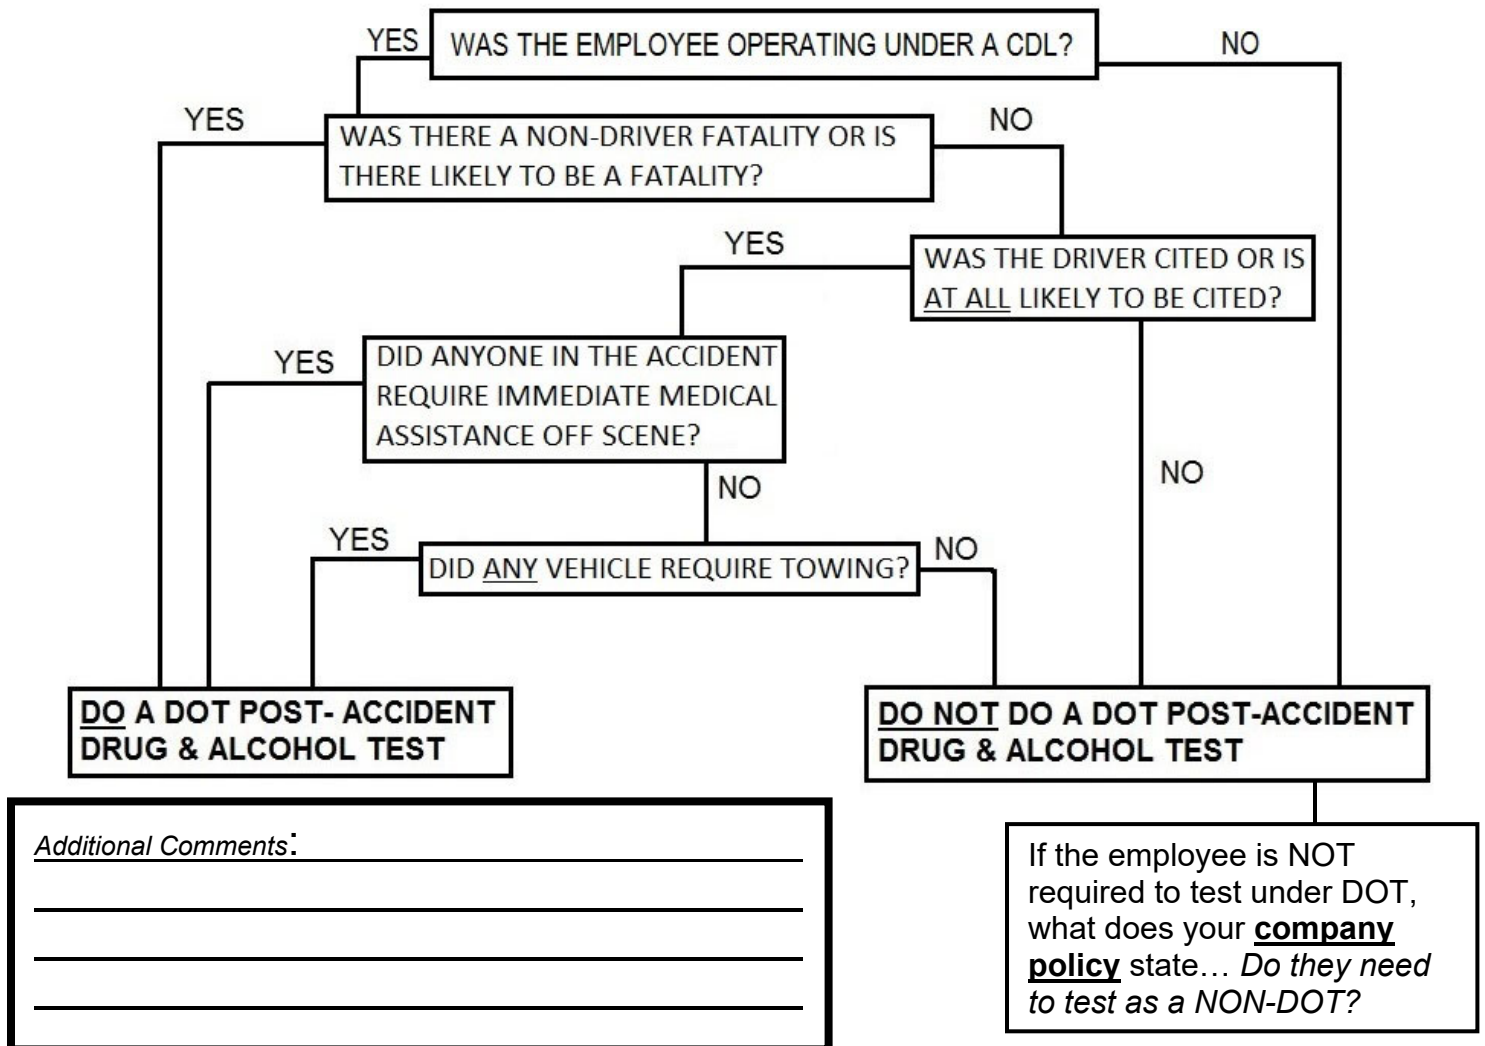 YES
WAS THE EMPLOYEE OPERATING UNDER A CDL?
NO
YES
WAS THERE A NON-DRIVER FATALITY OR IS
THERE LIKELY TO BE A FATALITY?
NO
YES
WAS THE DRIVER CITED OR IS
AT ALL LIKELY TO BE CITED?
YES
DID ANYONE IN THE ACCIDENT
REQUIRE IMMEDIATE MEDICAL
ASSISTANCE OFF SCENE?
NO
NO
YES
DID ANY VEHICLE REQUIRE TOWING?
NO
DO A DOT POST- ACCIDENT
DRUG & ALCOHOL TEST
DO NOT DO A DOT POST-ACCIDENT
DRUG & ALCOHOL TEST
Additional Comments:
If the employee is NOT
required to test under DOT,
what does your company
policy state… Do they need
to test as a NON-DOT?